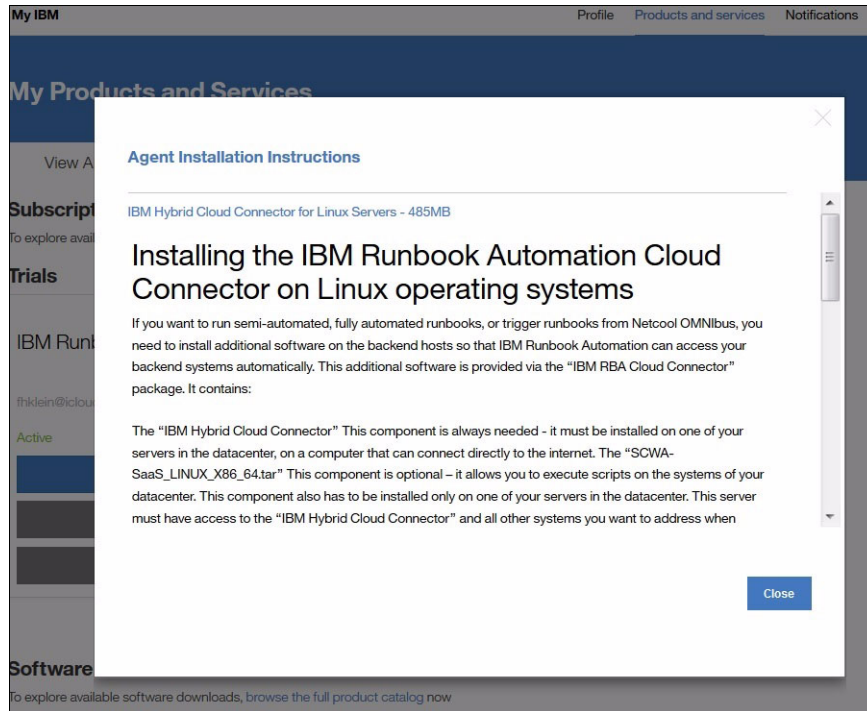 My IBM
Profile Products and services Notifications
My Products and Services
View A
Subscript
To explore avail
Trials
IBM Runb
fhklein@iclou
Active
Agent Installation Instructions
IBM Hybrid Cloud Connector for Linux Servers - 485MB
Installing the IBM Runbook Automation Cloud
Connector on Linux operating systems
If you want to run semi-automated, fully automated runbooks, or trigger runbooks from Netcool OMNIbus, you
need to install additional software on the backend hosts so that IBM Runbook Automation can access your
backend systems automatically. This additional software is provided via the “IBM RBA Cloud Connector”
package. It contains:
The “IBM Hybrid Cloud Connector” This component is always needed - it must be installed on one of your
servers in the datacenter, on a computer that can connect directly to the internet. The “SCWA-
SaaS_LINUX_X86_64.tar” This component is optional – it allows you to execute scripts on the systems of your
datacenter. This component also has to be installed only on one of your servers in the datacenter. This server
must have access to the “IBM Hybrid Cloud Connector” and all other systems you want to address when
Close
Software
To explore available software downloads, browse the full product catalog now